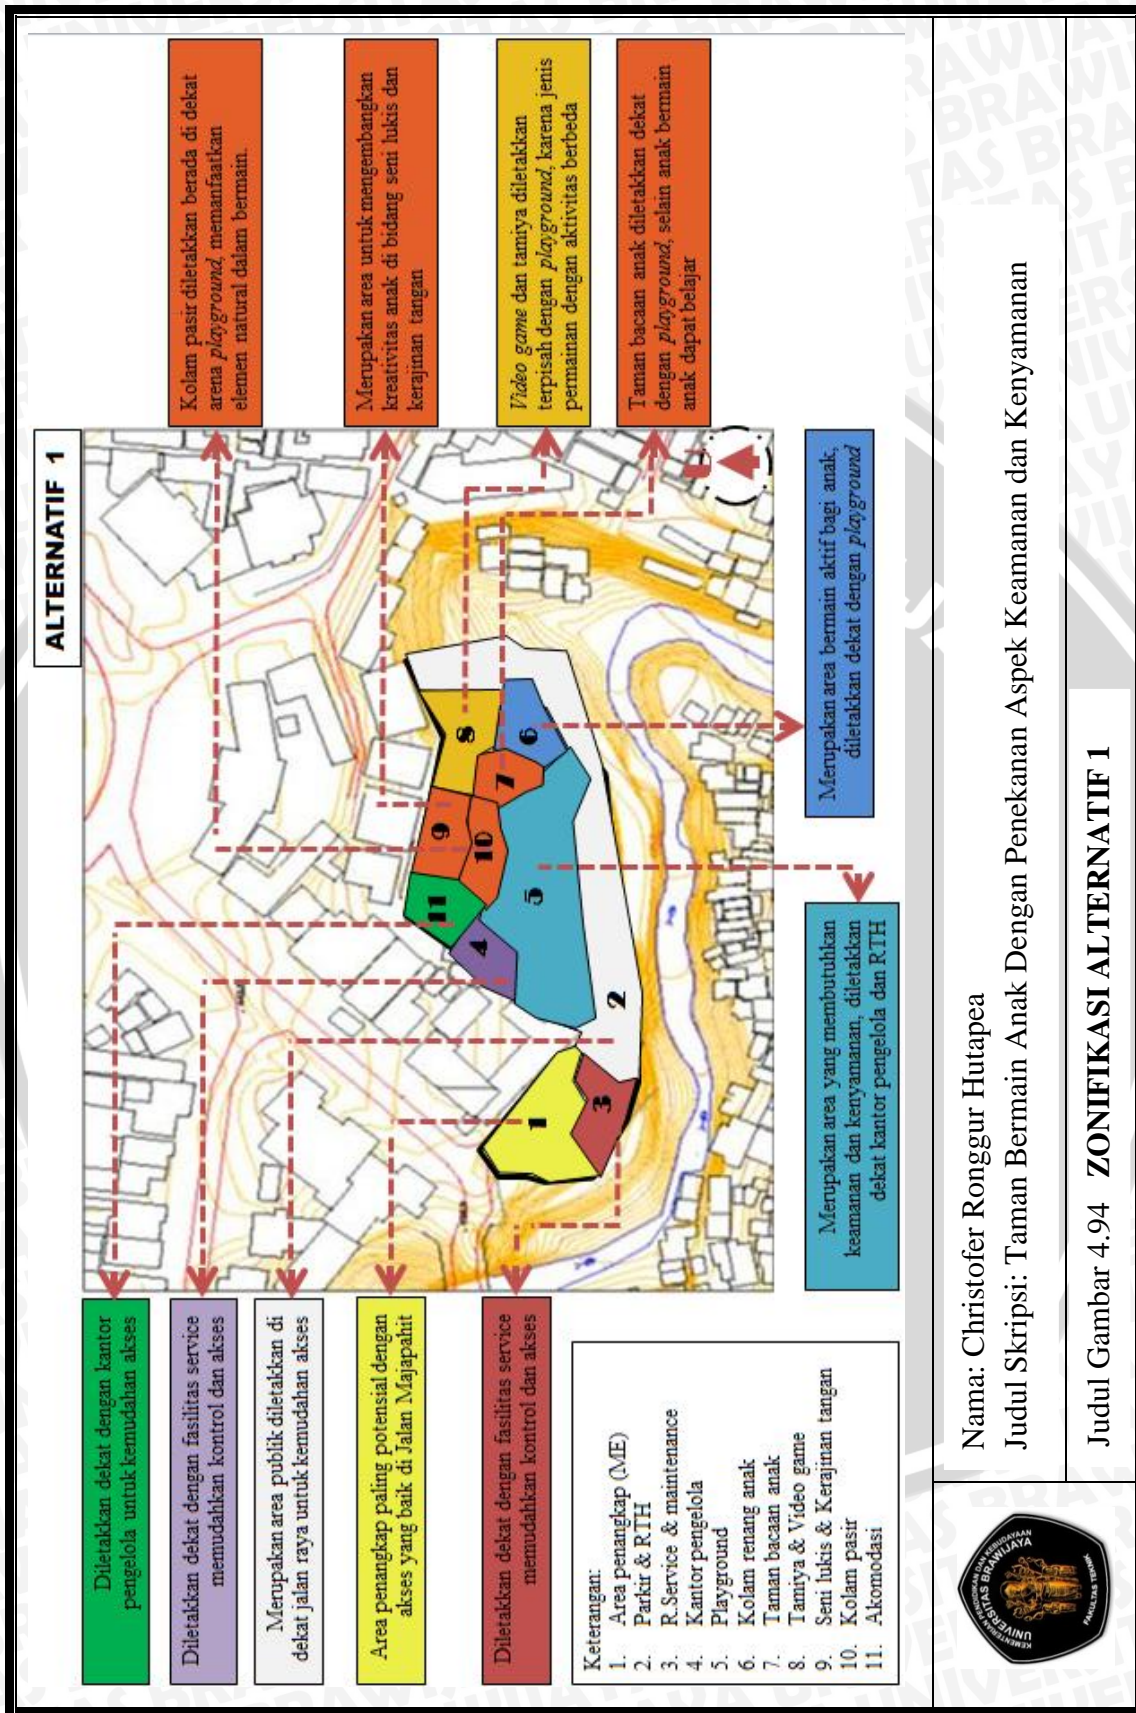 ALTERNATIF 1
Diletakkan dekat dengan kantor
pengelola untuk kemudahan akses
Diletakkan dekat dengan fasilitas service
memudahkan kontrol dan akses
Merupakan area publik diletakkan di
dekat jalan raya untuk kemudahan akses
Area penangkap paling potensial dengan
akses yang baik di Jalan Majapahit
Diletakkan dekat dengan fasilitas service
memudahkan kontrol dan akses
Keterangan:
1. Area penangkap (ME)
2. Parkir & RTH
3. R.Service & maintenance
4. Kantor pengelola
5. Playground
6. Kolam renang anak
7. Taman bacaan anak
8. Tamiya & Video game
9. Seni lukis & Kerajinan tangan
10. Kolam pasir
11. Akomodasi
1
2
3
4
5
6
7
8
9
10
11
Kolam pasir diletakkan berada di dekat
arena playground, memanfaatkan
elemen natural dalam bermain.
Merupakan area untuk mengembangkan
kreativitas anak di bidang seni lukis dan
kerajinan tangan
Video game dan tamiya diletakkan
terpisah dengan playground, karena jenis
permainan dengan aktivitas berbeda
Taman bacaan anak diletakkan dekat
dengan playground, selain anak bermain
anak dapat belajar
Merupakan area yang membutuhkan
keamanan dan kenyamanan, diletakkan
dekat kantor pengelola dan RTH
Merupakan area bermain aktif bagi anak,
diletakkan dekat dengan playground
Nama: Christofer Ronggur Hutapea
Judul Skripsi: Taman Bermain Anak Dengan Penekanan Aspek Keamanan dan Kenyamanan
Judul Gambar 4.94 ZONIFIKASI ALTERNATIF 1
KEMENTERIAN PENDIDIKAN DAN KEBUDAYAAN
UNIVERSITAS BRAWIJAYA
FAKULTAS TEKNIK